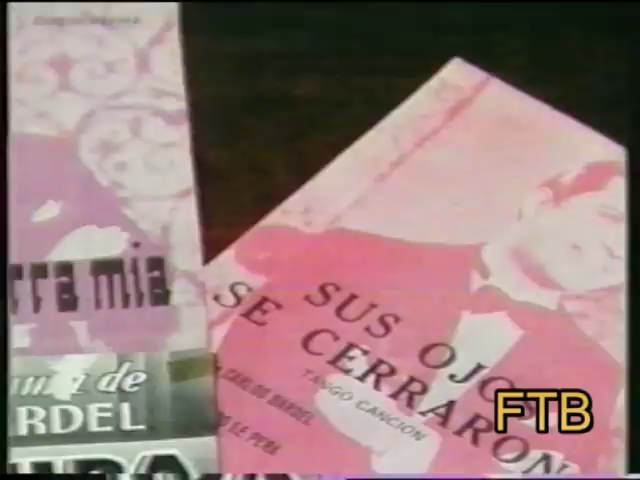 rra mia
de
RDEL
SUS OJOS
SE CERRARON
TANGO CANCION
CARLOS GARDEL
LE PERA
FTB